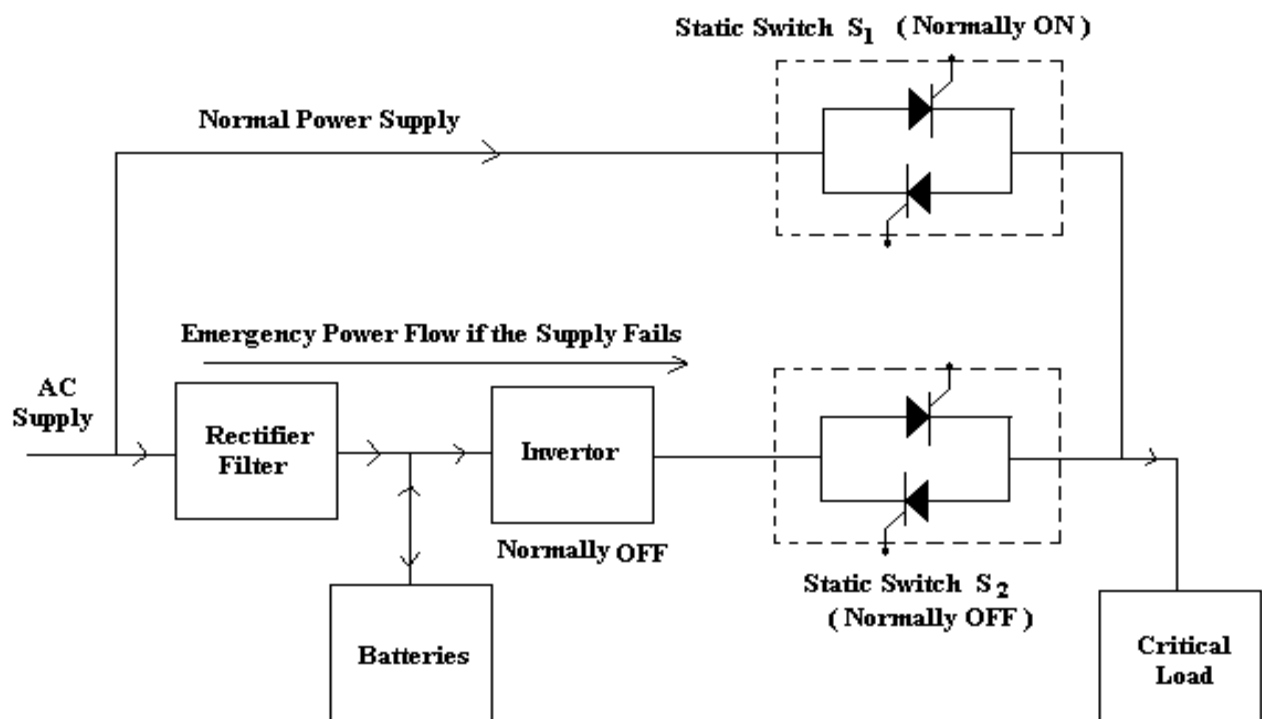 Static Switch S1 ( Normally ON )
Normal Power Supply
Emergency Power Flow if the Supply Fails
AC
Supply
Rectifier
Filter
Invertor
Normally OFF
Static Switch S2
( Normally OFF )
Batteries
Critical
Load